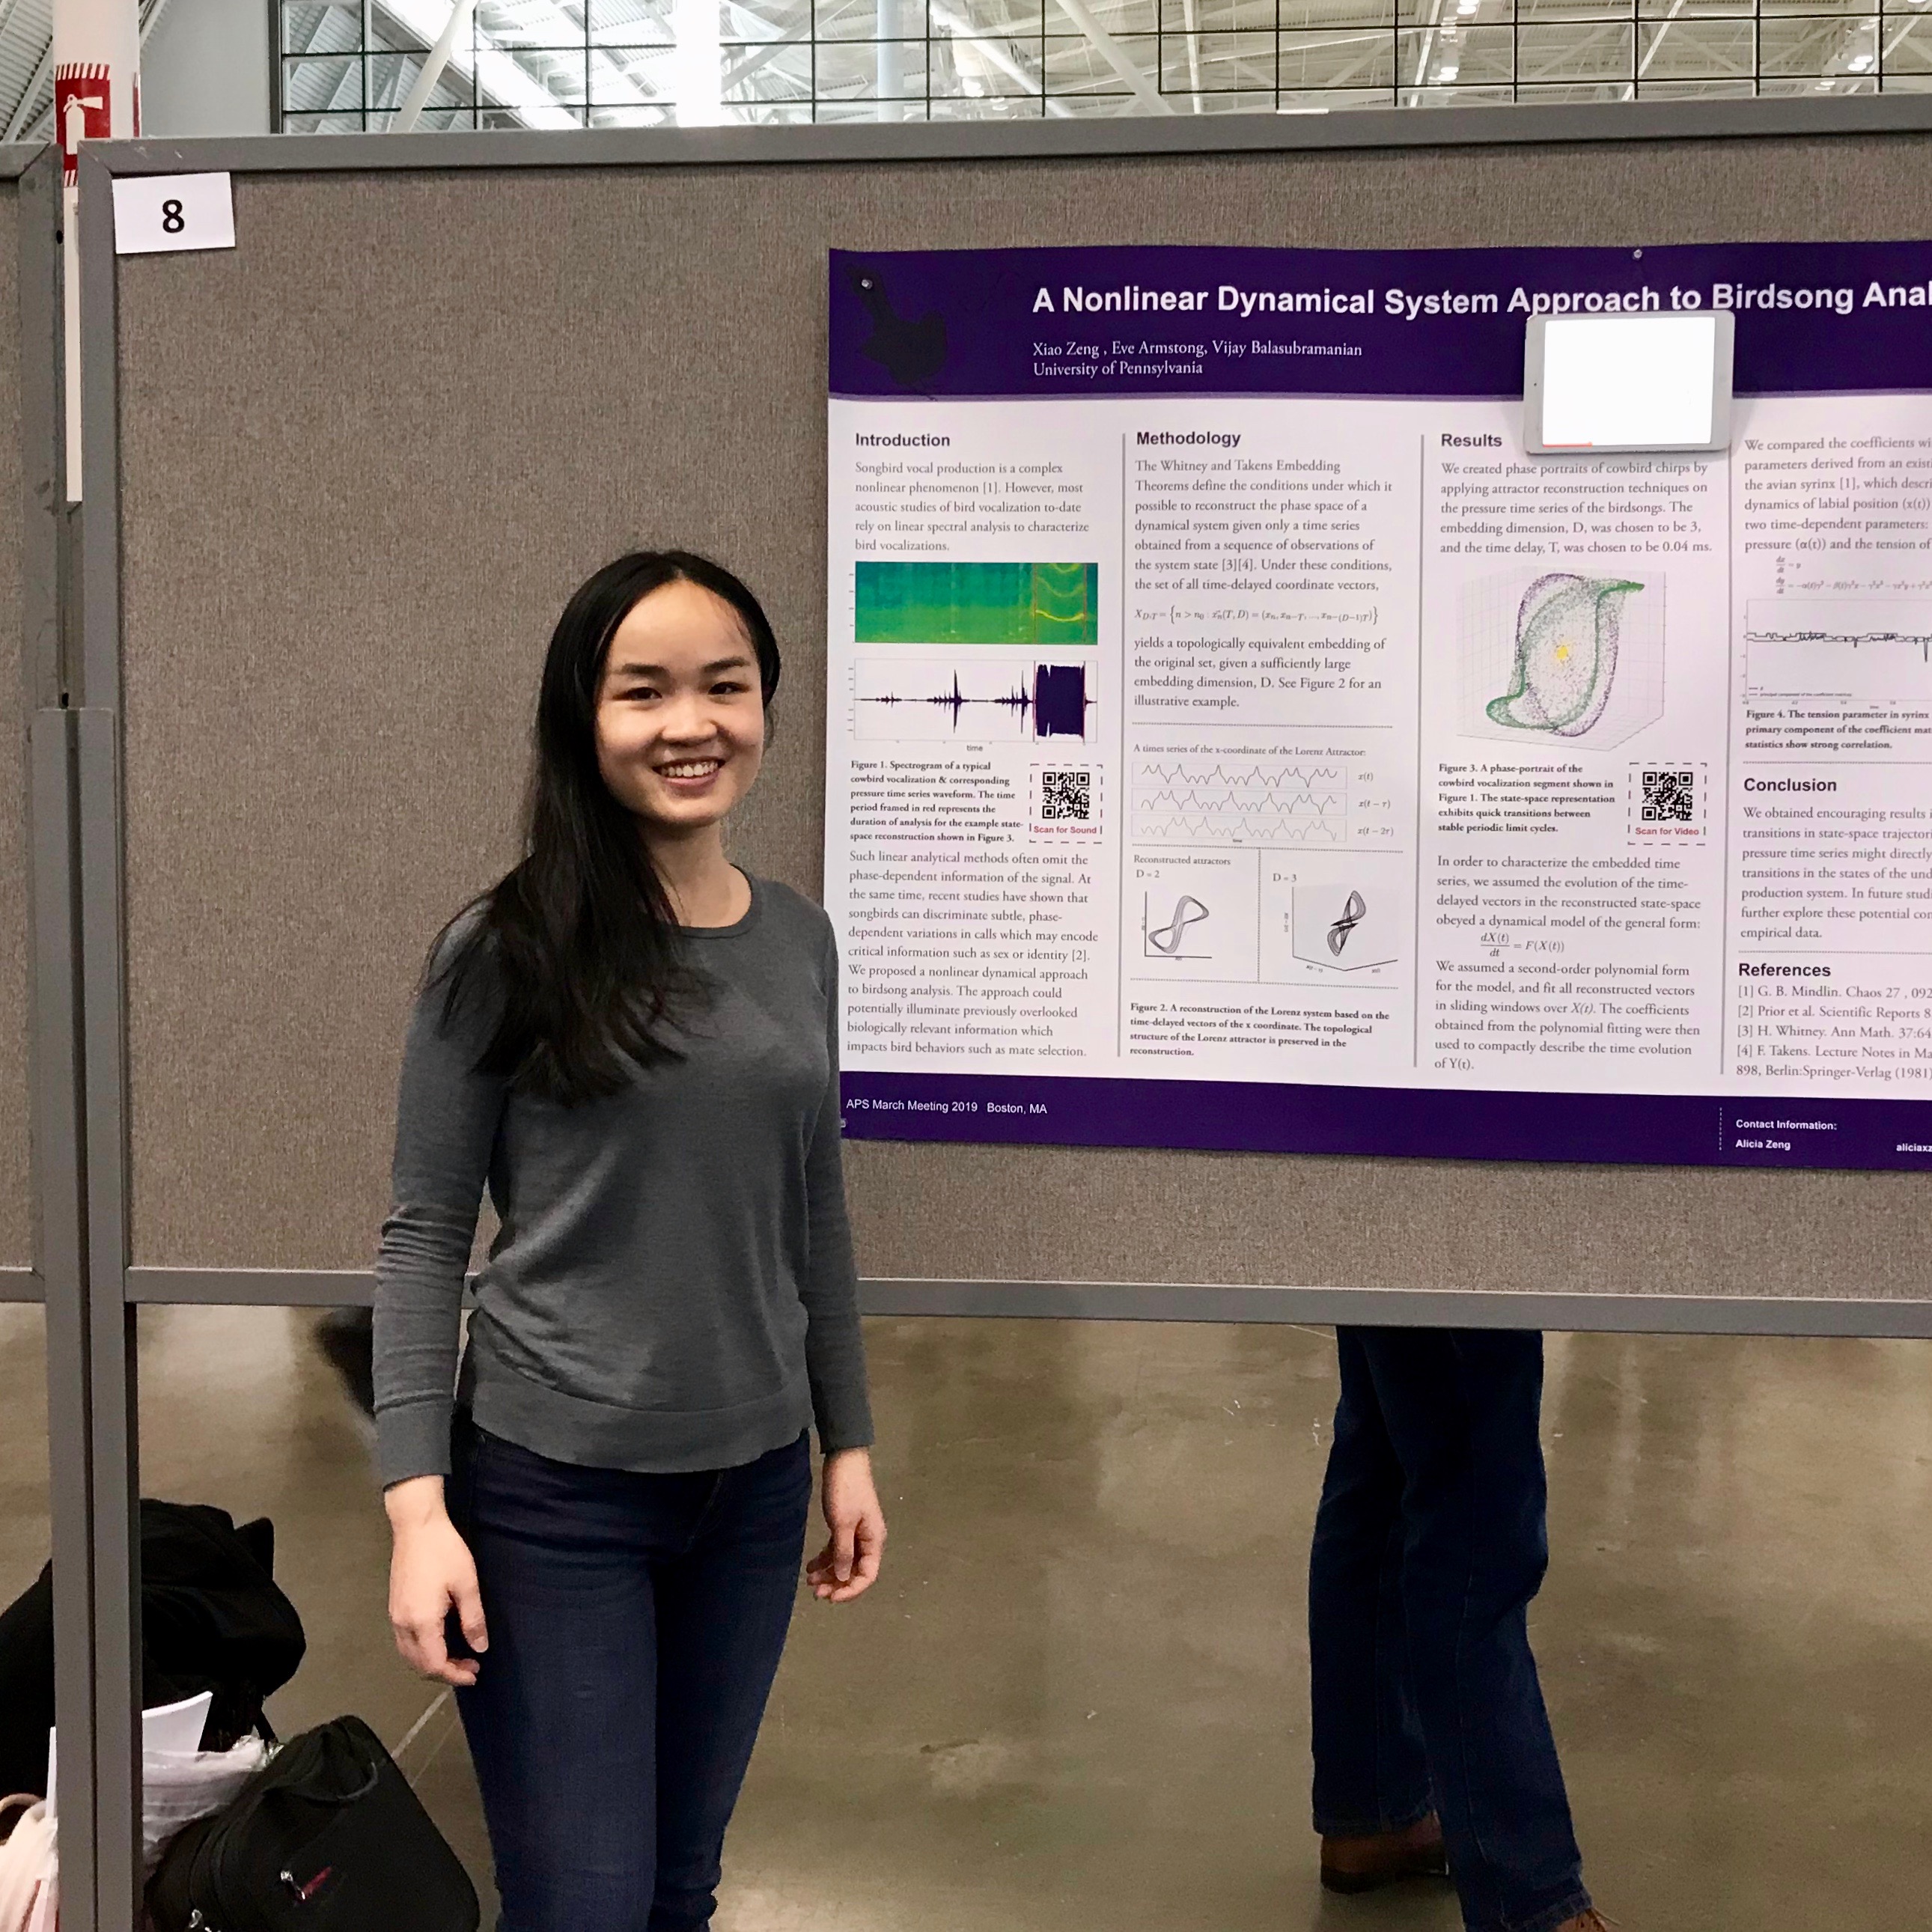 8
A Nonlinear Dynamical System Approach to Birdsong Anal
Xiao Zeng , Eve Armstong, Vijay Balasubramanian
University of Pennsylvania
Introduction
Songbird vocal production is a complex
nonlinear phenomenon [1]. However, most
acoustic studies of bird vocalization to-date
rely on linear spectral analysis to characterize
bird vocalizations.
time
Figure 1. Spectrogram of a typical
cowbird vocalization & corresponding
pressure time series waveform. The time
period framed in red represents the
duration of analysis for the example state-
space reconstruction shown in Figure 3.
Scan for Sound
Such linear analytical methods often omit the
phase-dependent information of the signal. At
the same time, recent studies have shown that
songbirds can discriminate subtle, phase-
dependent variations in calls which may encode
critical information such as sex or identity [2].
We proposed a nonlinear dynamical approach
to birdsong analysis. The approach could
potentially illuminate previously overlooked
biologically relevant information which
impacts bird behaviors such as mate selection.
Methodology
The Whitney and Takens Embedding
Theorems define the conditions under which it
possible to reconstruct the phase space of a
dynamical system given only a time series
obtained from a sequence of observations of
the system state [3][4]. Under these conditions,
the set of all time-delayed coordinate vectors,
yields a topologically equivalent embedding of
the original set, given a sufficiently large
embedding dimension, D. See Figure 2 for an
illustrative example.
A times series of the x-coordinate of the Lorenz Attractor:
x(t)
x(t − τ)
x(t − 2τ)
time
Reconstructed attractors
D = 2
D = 3
Figure 2. A reconstruction of the Lorenz system based on the
time-delayed vectors of the x coordinate. The topological
structure of the Lorenz attractor is preserved in the
reconstruction.
Results
We created phase portraits of cowbird chirps by
applying attractor reconstruction techniques on
the pressure time series of the birdsongs. The
embedding dimension, D, was chosen to be 3,
and the time delay, T, was chosen to be 0.04 ms.
Figure 3. A phase-portrait of the
cowbird vocalization segment shown in
Figure 1. The state-space representation
exhibits quick transitions between
stable periodic limit cycles.
Scan for Video
In order to characterize the embedded time
series, we assumed the evolution of the time-
delayed vectors in the reconstructed state-space
obeyed a dynamical model of the general form:
dX(t)
dt = F(X(t))
We assumed a second-order polynomial form
for the model, and fit all reconstructed vectors
in sliding windows over X(t). The coefficients
obtained from the polynomial fitting were then
used to compactly describe the time evolution
of Y(t).
We compared the coefficients wi
parameters derived from an existi
the avian syrinx [1], which descri
dynamics of labial position (x(t))
two time-dependent parameters:
pressure (α(t)) and the tension of
Figure 4. The tension parameter in syrinx
primary component of the coefficient mat
statistics show strong correlation.
Conclusion
We obtained encouraging results i
transitions in state-space trajectori
pressure time series might directly
transitions in the states of the und
production system. In future studi
further explore these potential con
empirical data.
References
[1] G. B. Mindlin. Chaos 27 , 092
[2] Prior et al. Scientific Reports 8
[3] H. Whitney. Ann Math. 37:64
[4] F. Takens. Lecture Notes in Ma
898, Berlin:Springer-Verlag (1981)
APS March Meeting 2019 Boston, MA
Contact Information:
Alicia Zeng
aliciaxz